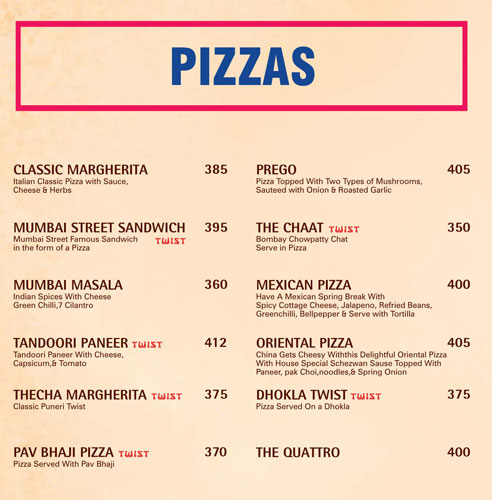 PIZZAS
CLASSIC MARGHERITA 385
Italian Classic Pizza with Sauce,
Cheese & Herbs
MUMBAI STREET SANDWICH 395
Mumbai Street Famous Sandwich TWIST
in the form of a Pizza
MUMBAI MASALA 360
Indian Spices With Cheese
Green Chilli,7 Cilantro
TANDOORI PANEER TWIST 412
Tandoori Paneer With Cheese,
Capsicum,& Tomato
THECHA MARGHERITA TWIST 375
Classic Puneri Twist
PAV BHAJI PIZZA TWIST 370
Pizza Served With Pav Bhaji
PREGO 405
Pizza Topped With Two Types of Mushrooms,
Sauteed with Onion & Roasted Garlic
THE CHAAT TWIST 350
Bombay Chowpatty Chat
Serve in Pizza
MEXICAN PIZZA 400
Have A Mexican Spring Break With
Spicy Cottage Cheese, Jalapeno, Refried Beans,
Greenchilli, Bellpepper & Serve with Tortilla
ORIENTAL PIZZA 405
China Gets Cheesy Withthis Delightful Oriental Pizza
With House Special Schezwan Sause Topped With
Paneer, pak Choi,noodles,& Spring Onion
DHOKLA TWIST TWIST 375
Pizza Served On a Dhokla
THE QUATTRO 400